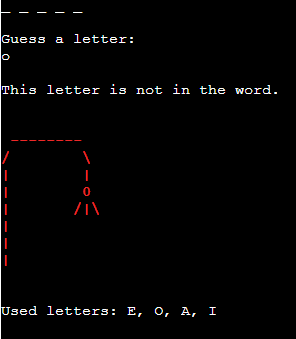 _ _ _ _ _
Guess a letter:
o
This letter is not in the word.
--------
/        \
|        |
|        O
|       /|\
|
|
|
Used letters: E, O, A, I